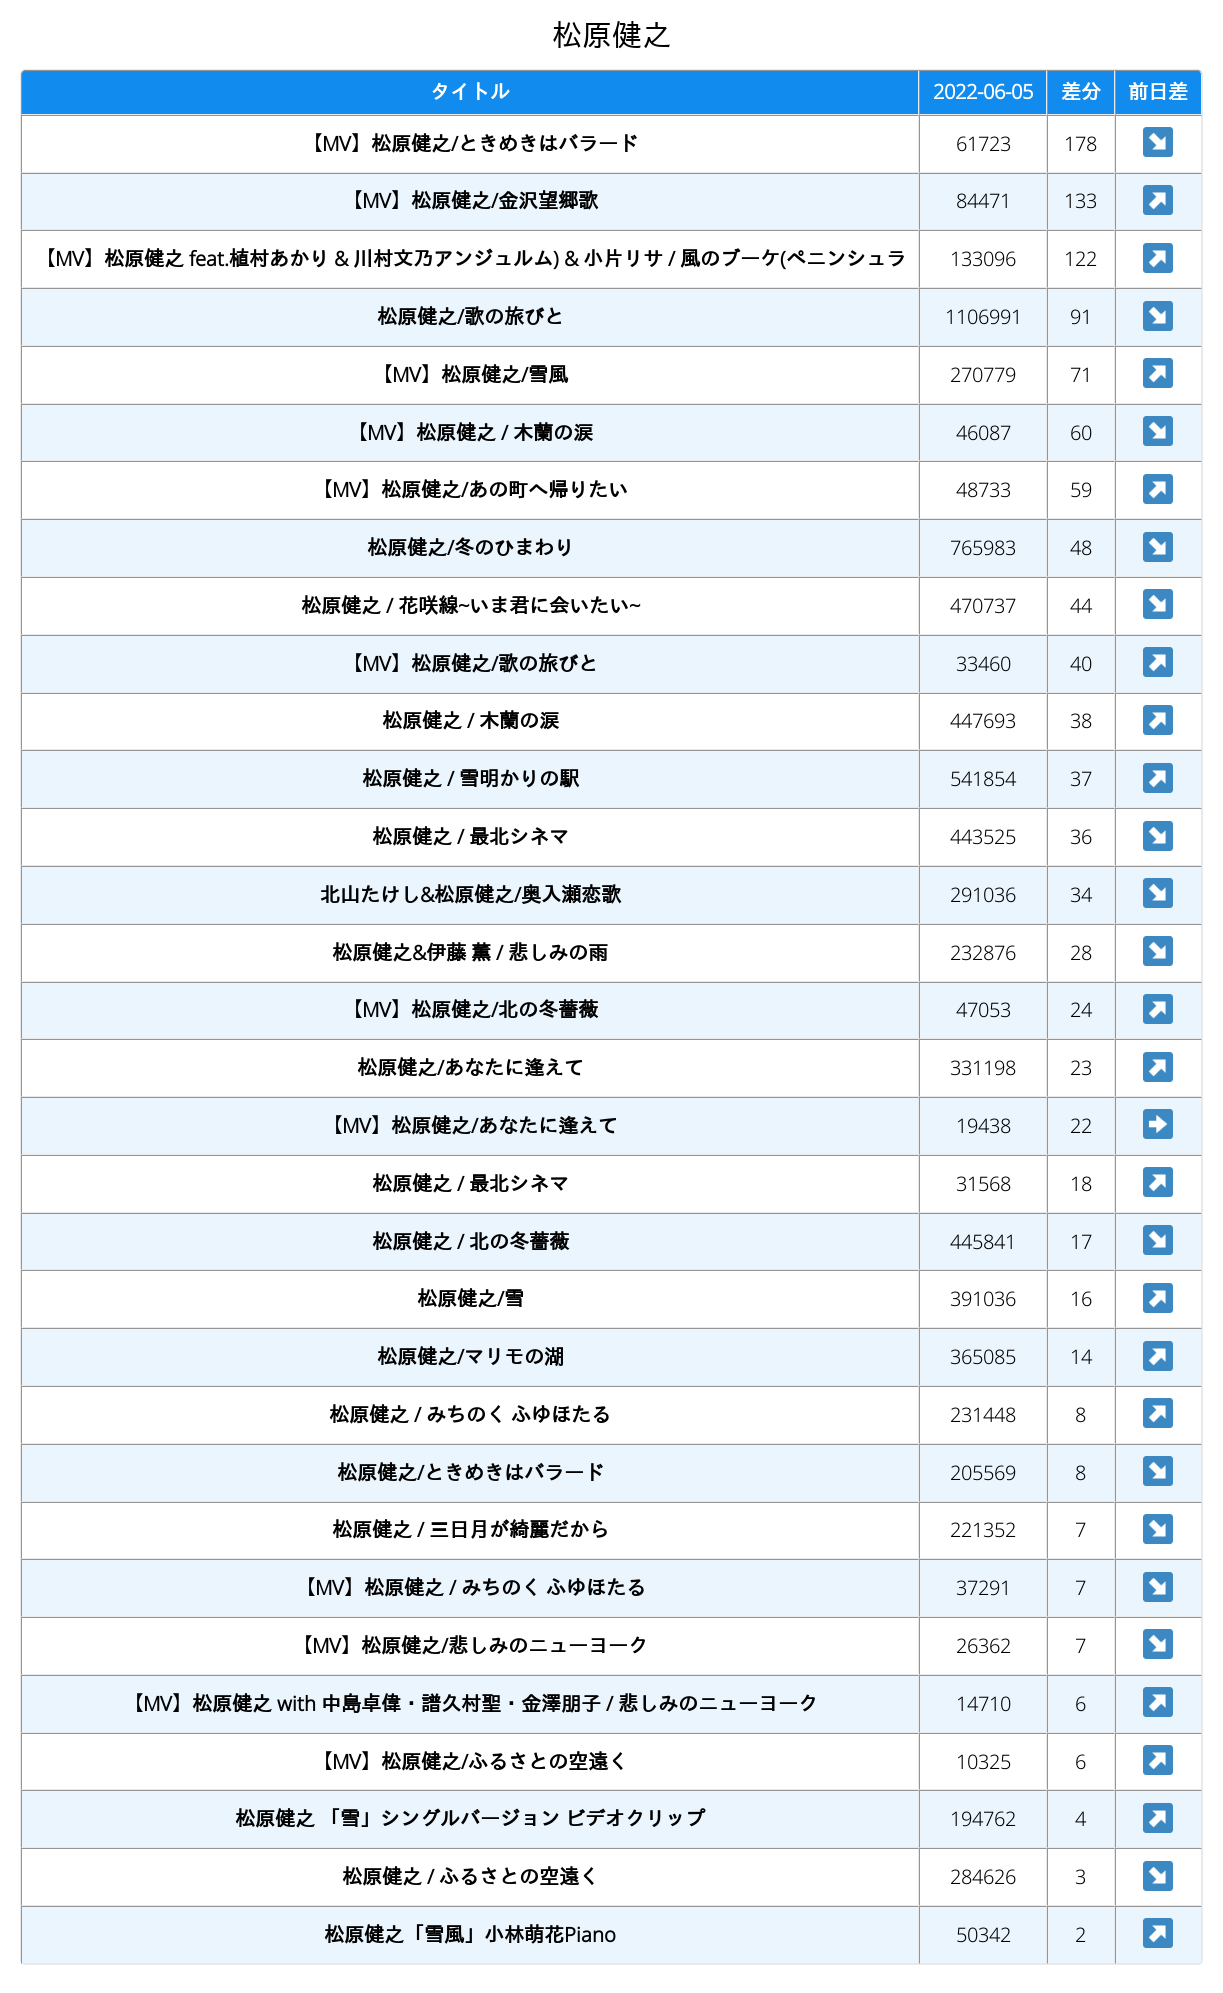 松原健之
タイトル 2022-06-05 差分 前日差
【MV】松原健之/ときめきはバラード 61723 178 ↘
【MV】松原健之/金沢望郷歌 84471 133 ↗
【MV】松原健之 feat.植村あかり & 川村文乃アンジュルム) & 小片リサ / 風のブーケ(ペニンシュラ 133096 122 ↗
松原健之/歌の旅びと 1106991 91 ↘
【MV】松原健之/雪風 270779 71 ↗
【MV】松原健之 / 木蘭の涙 46087 60 ↘
【MV】松原健之/あの町へ帰りたい 48733 59 ↗
松原健之/冬のひまわり 765983 48 ↘
松原健之 / 花咲線~いま君に会いたい~ 470737 44 ↘
【MV】松原健之/歌の旅びと 33460 40 ↗
松原健之 / 木蘭の涙 447693 38 ↗
松原健之 / 雪明かりの駅 541854 37 ↗
松原健之 / 最北シネマ 443525 36 ↘
北山たけし&松原健之/奥入瀬恋歌 291036 34 ↘
松原健之&伊藤 薫 / 悲しみの雨 232876 28 ↘
【MV】松原健之/北の冬薔薇 47053 24 ↗
松原健之/あなたに逢えて 331198 23 ↗
【MV】松原健之/あなたに逢えて 19438 22 ➡
松原健之 / 最北シネマ 31568 18 ↗
松原健之 / 北の冬薔薇 445841 17 ↘
松原健之/雪 391036 16 ↗
松原健之/マリモの湖 365085 14 ↗
松原健之 / みちのく ふゆほたる 231448 8 ↗
松原健之/ときめきはバラード 205569 8 ↘
松原健之 / 三日月が綺麗だから 221352 7 ↘
【MV】松原健之 / みちのく ふゆほたる 37291 7 ↘
【MV】松原健之/悲しみのニューヨーク 26362 7 ↘
【MV】松原健之 with 中島卓偉・譜久村聖・金澤朋子 / 悲しみのニューヨーク 14710 6 ↗
【MV】松原健之/ふるさとの空遠く 10325 6 ↗
松原健之 「雪」シングルバージョン ビデオクリップ 194762 4 ↗
松原健之 / ふるさとの空遠く 284626 3 ↘
松原健之「雪風」小林萌花Piano 50342 2 ↗